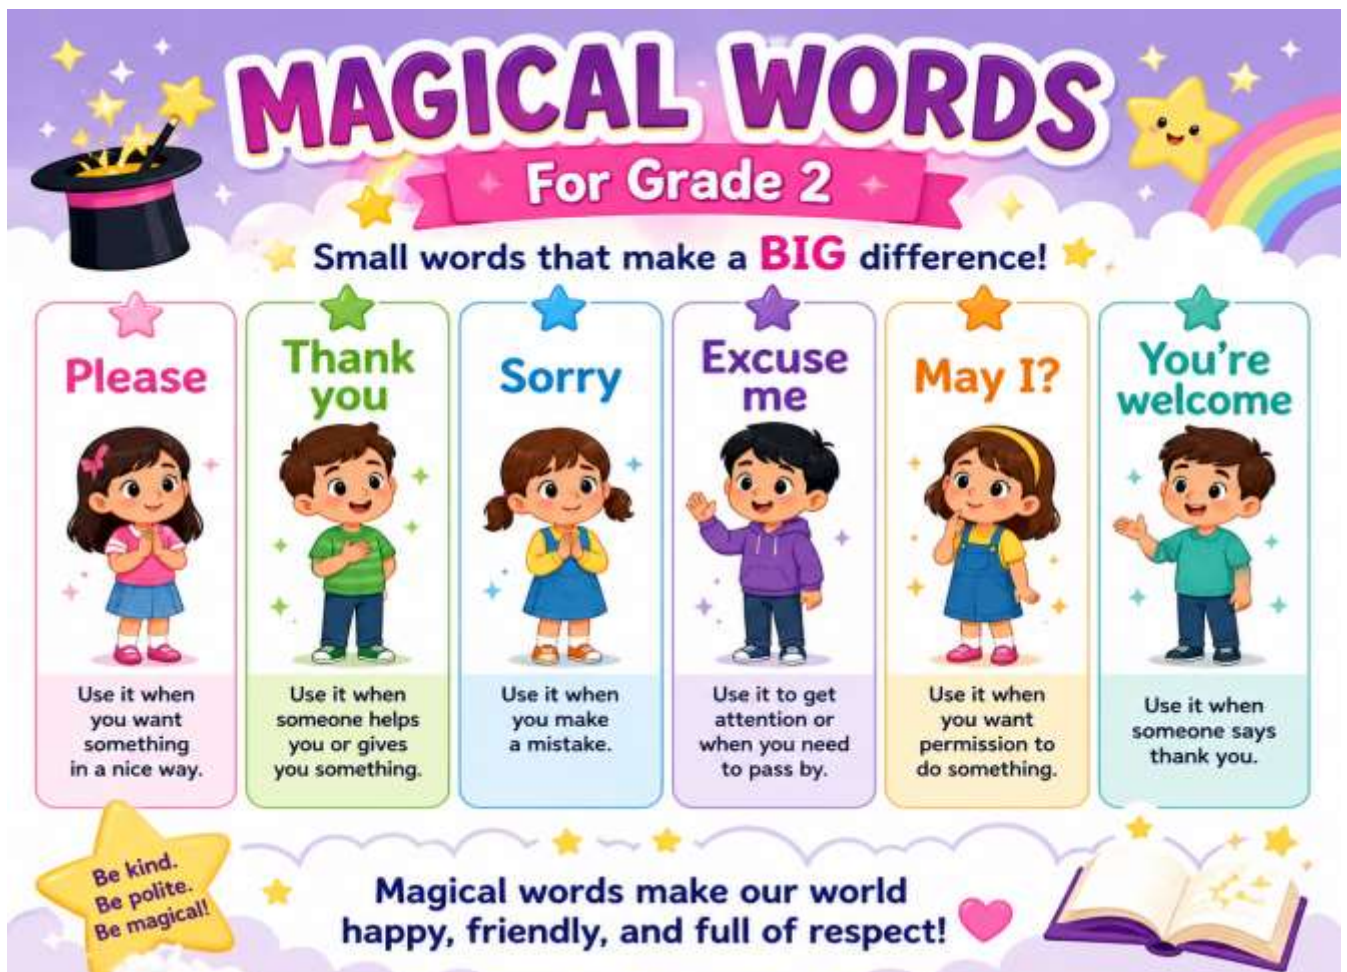 MAGICAL WORDS
For Grade 2
Small words that make a BIG difference!
Please
Use it when
you want
something
in a nice way.
Thank
you
Use it when
someone helps
you or gives
you something.
Sorry
Use it when
you make
a mistake.
Excuse
me
Use it to get
attention or
when you need
to pass by.
May I?
Use it when
you want
permission to
do something.
You're
welcome
Use it when
someone says
thank you.
Be kind.
Be polite.
Be magical!
Magical words make our world
happy, friendly, and full of respect!